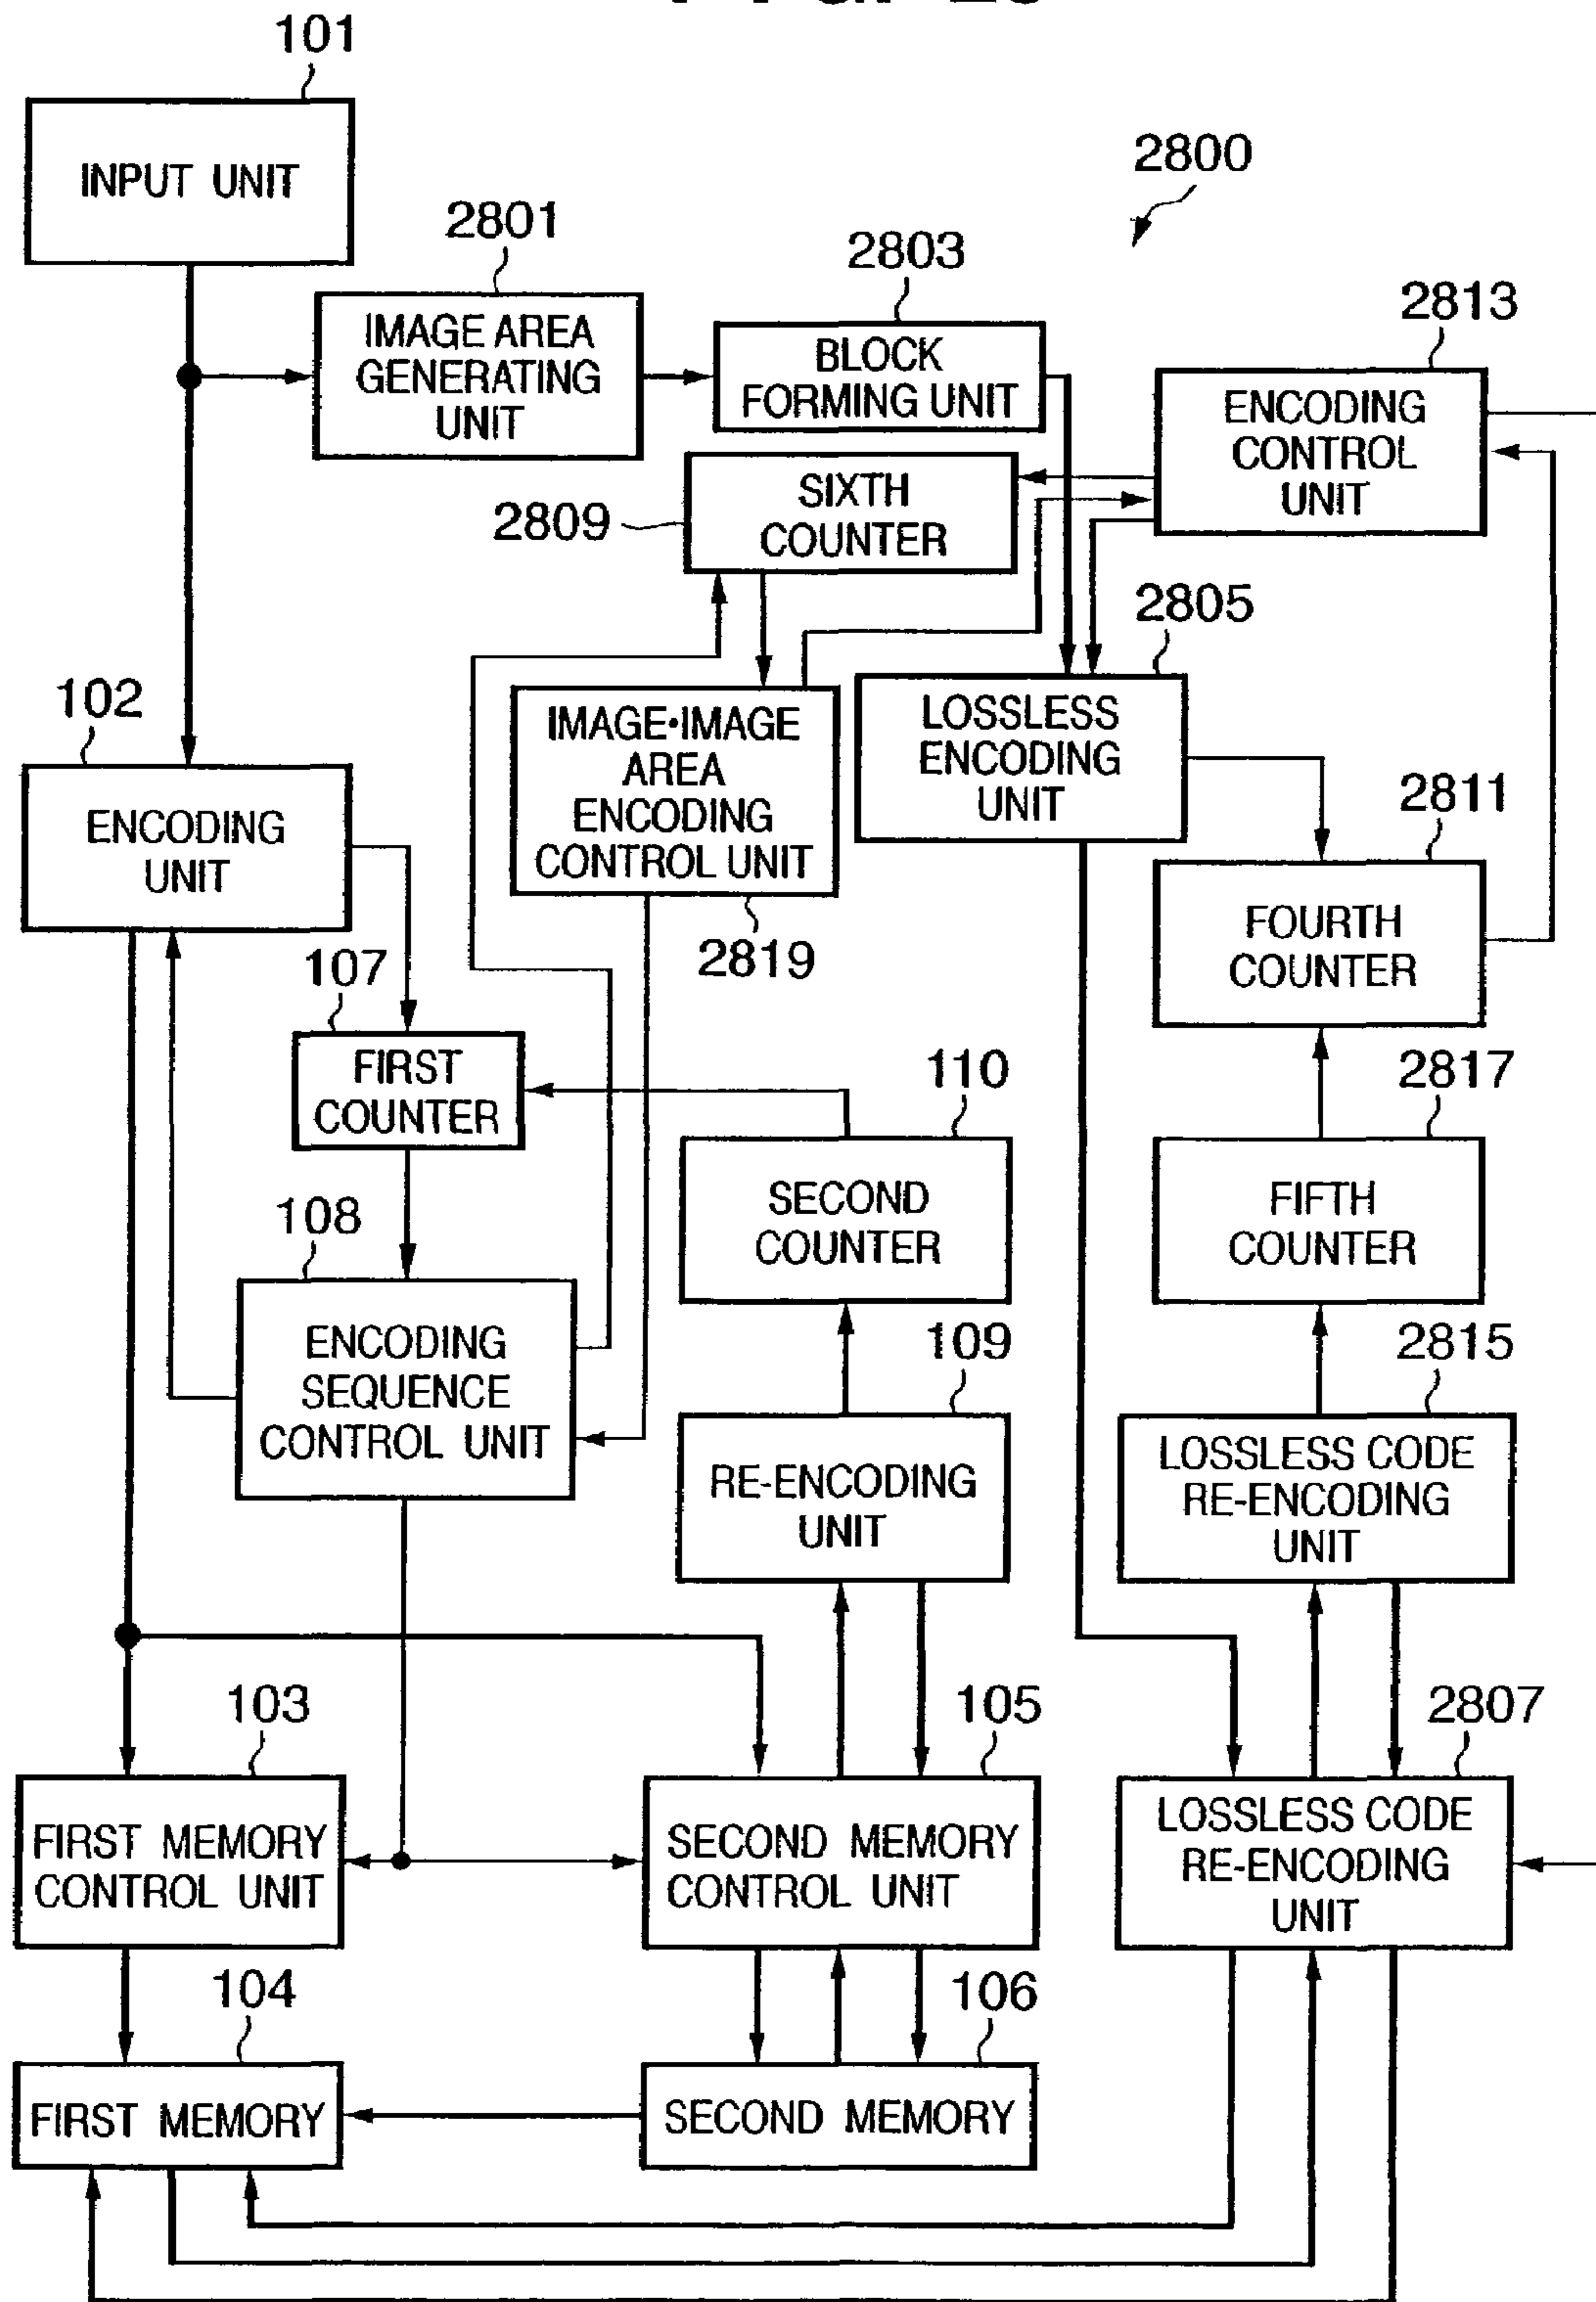 101
INPUT UNIT
2800
2801
IMAGE AREA
GENERATING
UNIT
2803
BLOCK
FORMING UNIT
2813
ENCODING
CONTROL
UNIT
2809
SIXTH
COUNTER
2805
LOSSLESS
ENCODING
UNIT
102
ENCODING
UNIT
IMAGE·IMAGE
AREA
ENCODING
CONTROL UNIT
2819
2811
FOURTH
COUNTER
107
FIRST
COUNTER
110
SECOND
COUNTER
2817
FIFTH
COUNTER
108
ENCODING
SEQUENCE
CONTROL UNIT
109
RE-ENCODING
UNIT
2815
LOSSLESS CODE
RE-ENCODING
UNIT
103
FIRST MEMORY
CONTROL UNIT
105
SECOND MEMORY
CONTROL UNIT
2807
LOSSLESS CODE
RE-ENCODING
UNIT
104
FIRST MEMORY
106
SECOND MEMORY